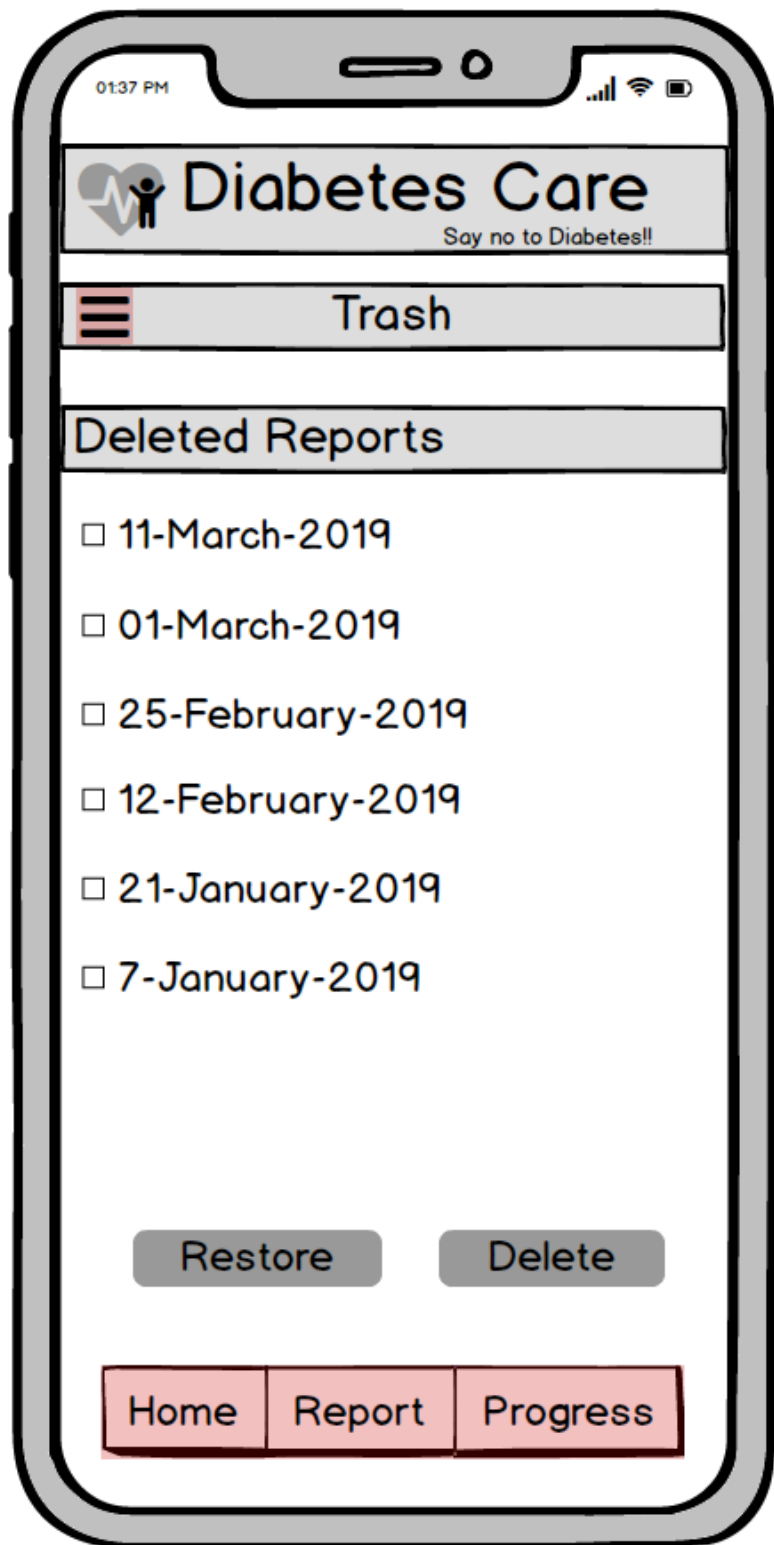 01:37 PM
Diabetes Care
Say no to Diabetes!!
Trash
Deleted Reports
11-March-2019
01-March-2019
25-February-2019
12-February-2019
21-January-2019
7-January-2019
Restore Delete
Home Report Progress